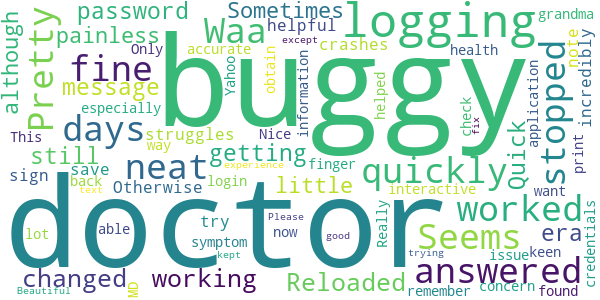 although
Pretty
password
painless
Waa
Sometimes
helpful
logging
grandma
Only
accurate
crashes
except
health
note
incredibly
fine
message
especially
Yahoo
obtain
information
buggy
application
stopped
days
struggles
way
Nice
helped
check
fix
This
still
neat
getting
finger
quickly
Quick
print
experience
sign
save
back
text
Otherwise
login
little
interactive
want
credentials
doctor
lot
able
try
symptom
kept
Please
now
good
Really
trying
worked
Seems
era
issue
keen
answered
concern
found
remember
changed
MD
working
Reloaded
Beautiful